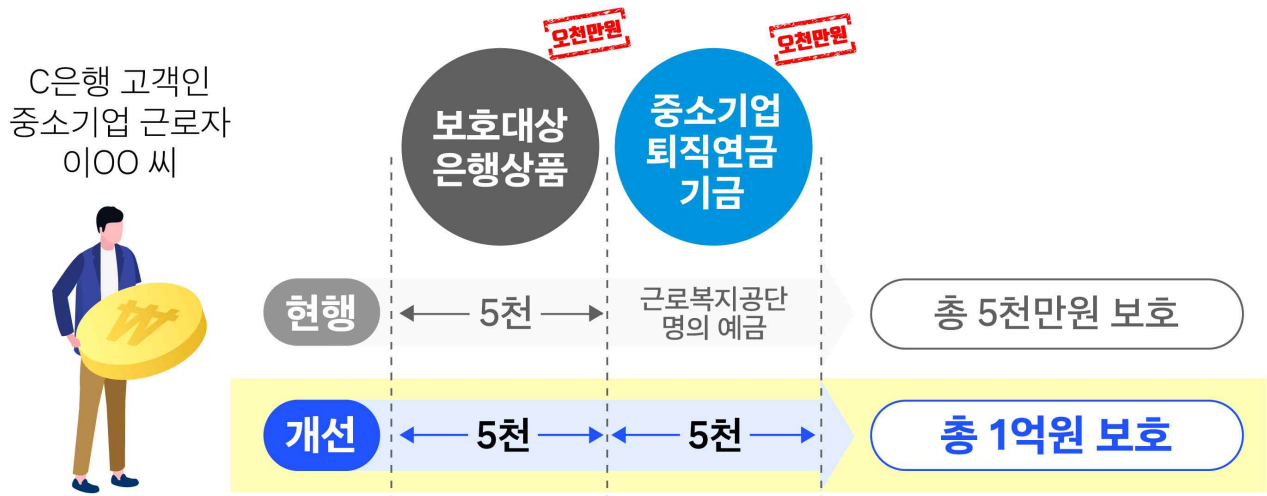 C은행 고객인
중소기업 근로자
이OO 씨
오천만원
보호대상
은행상품
오천만원
중소기업
퇴직연금
기금
현행
5천
근로복지공단
명의 예금
총 5천만원 보호
개선
5천
5천
총 1억원 보호